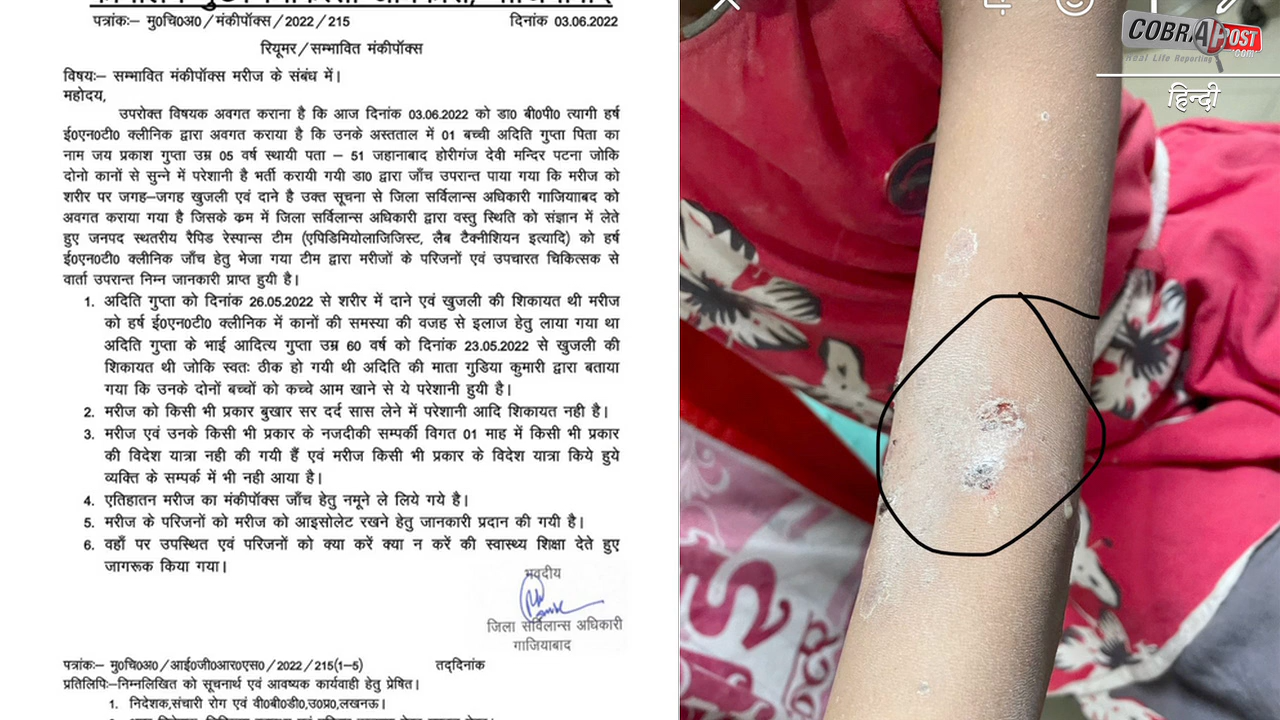 पत्रांकः– मु0चि0अ0/मंकीपॉक्स/2022/215 दिनांक 03.06.2022
रियूमर/सम्भावित मंकीपॉक्स
विषयः– सम्भावित मंकीपॉक्स मरीज के संबंध में।
महोदय,
उपरोक्त विषयक अवगत कराना है कि आज दिनांक 03.06.2022 को डा0 बी0पी0 त्यागी हर्ष
ई0एन0टी0 क्लीनिक द्वारा अवगत कराया है कि उनके अस्तताल में 01 बच्ची अदिति गुप्ता पिता का
नाम जय प्रकाश गुप्ता उम्र 05 वर्ष स्थायी पता – 51 जहानाबाद होरीगंज देवी मन्दिर पटना जोकि
दोनो कानों से सुन्ने में परेशानी है भर्ती करायी गयी डा0 द्वारा जाँच उपरान्त पाया गया कि मरीज को
शरीर पर जगह–जगह खुजली एवं दाने है उक्त सूचना से जिला सर्विलान्स अधिकारी गाजियााबद को
अवगत कराया गया है जिसके क्रम में जिला सर्विलान्स अधिकारी द्वारा वस्तु स्थिति को संज्ञान में लेते
हुए जनपद स्थतरीय रैपिड रेस्पान्स टीम (एपिडिमियोलाजिजिस्ट, लैब टैक्नीशियन इत्यादि) को हर्ष
ई0एन0टी0 क्लीनिक जाँच हेतु भेजा गया टीम द्वारा मरीजों के परिजनों एवं उपचारत चिकित्सक से
वार्ता उपरान्त निम्न जानकारी प्राप्त हुयी है।
1. अदिति गुप्ता को दिनांक 26.05.2022 से शरीर में दाने एवं खुजली की शिकायत थी मरीज
को हर्ष ई0एन0टी0 क्लीनिक में कानों की समस्या की वजह से इलाज हेतु लाया गया था
अदिति गुप्ता के भाई आदित्य गुप्ता उम्र 60 वर्ष को दिनांक 23.05.2022 से खुजली की
शिकायत थी जोकि स्वतः ठीक हो गयी थी अदिति की माता गुडिया कुमारी द्वारा बताया
गया कि उनके दोनों बच्चों को कच्चे आम खाने से ये परेशानी हुयी है।
2. मरीज को किसी भी प्रकार बुखार सर दर्द सास लेने में परेशानी आदि शिकायत नही है।
3. मरीज एवं उनके किसी भी प्रकार के नजदीकी सम्पर्की विगत 01 माह में किसी भी प्रकार
की विदेश यात्रा नही की गयी हैं एवं मरीज किसी भी प्रकार के विदेश यात्रा किये हुये
व्यक्ति के सम्पकर में भी नही आया है।
4. एतिहातन मरीज का मंकीपॉक्स जाँच हेतु नमूने ले लिये गये है।
5. मरीज के परिजनों को मरीज को आइसोलेट रखने हेतु जानकारी प्रदान की गयी है।
6. वहाँ पर उपस्थित एवं परिजनों को क्या करें क्या न करें की स्वास्थ्य शिक्षा देते हुए
जागरूक किया गया।
भवदीय
जिला सर्विलान्स अधिकारी
गाजियाबाद
पत्रांकः– मु0चि0अ0/आई0जी0आर0एस0/2022/215(1–5) तद्दिनांक
प्रतिलिपिः–निम्नलिखित को सूचनार्थ एवं आवष्यक कार्यवाही हेतु प्रेषित।
1. निदेशक,संचारी रोग एवं वी0बी0डी0,उ0प्र0,लखनऊ।
COBRAPOST.com
Real Life Reporting
हिन्दी